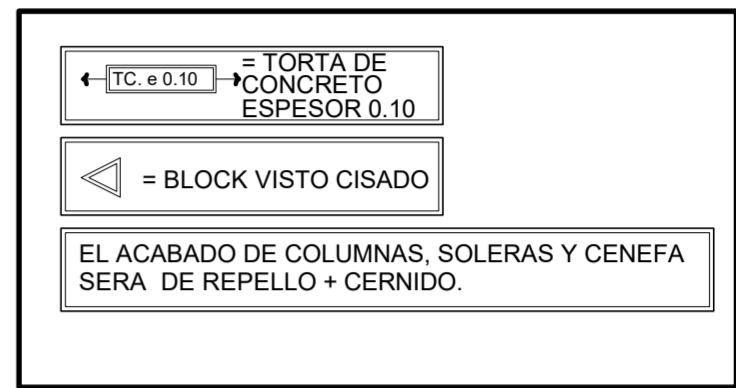 TC. e 0.10 = TORTA DE
CONCRETO
ESPESOR 0.10
= BLOCK VISTO CISADO
EL ACABADO DE COLUMNAS, SOLERAS Y CENEFA
SERA DE REPELLO + CERNIDO.